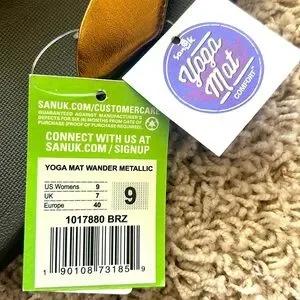 Sanuk
Yoga
Mat
COMFORT™
SANUK.COM/CUSTOMERCARE
GUARANTEED AGAINST MANUFACTURER'S
DEFECTS FOR SIX MONTHS FROM DATE OF
PURCHASE (PROOF OF PURCHASE REQUIRED)
CONNECT WITH US AT
SANUK.COM / SIGNUP
YOGA MAT WANDER METALLIC
US Womens 9
UK 7
Europe 40
9
1017880 BRZ
1 90108 73185 9